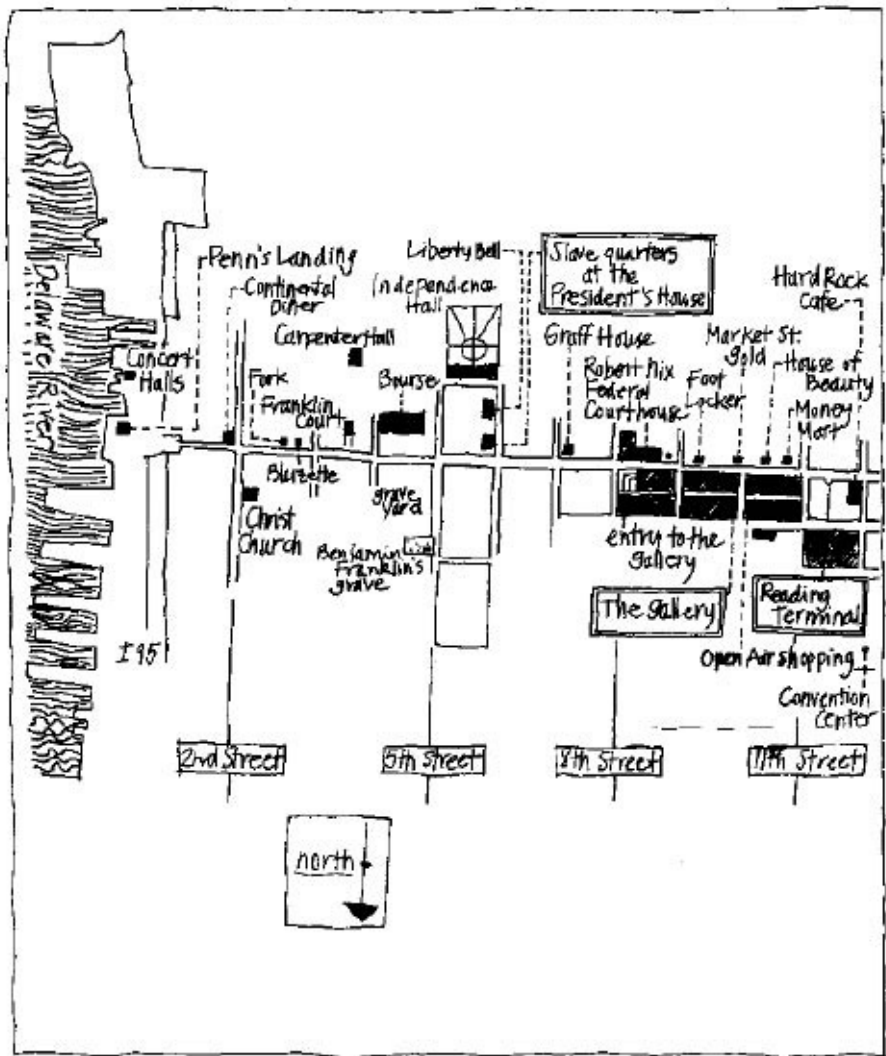 Delaware River
Penn's Landing
Continental
Diner
Concert
Halls
Carpenter Hall
Fork
Franklin
Court
Bluzette
Christ
Church
Liberty Bell
Independence
Hall
Bourse
grave
yard
Benjamin
Franklin's
grave
Slave quarters
at the
President's House
Graff House
Robert Nix
Federal
Courthouse
Foot
Locker
Market St.
gold
Hard Rock
Cafe
House of
Beauty
Money
Mart
entry to the
gallery
The gallery
Reading
Terminal
Open Air shopping
Convention
Center
I 95
2nd Street
5th Street
8th Street
11th Street
north